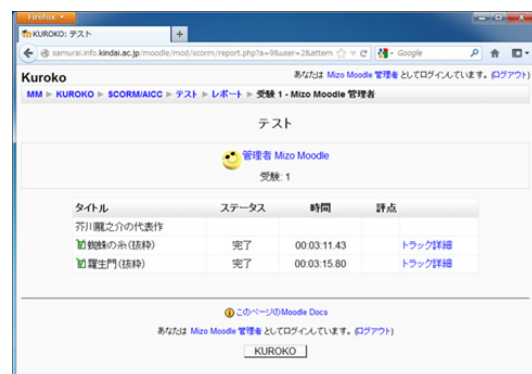 Firefox
KUROKO: テスト
samurai.info.kindai.ac.jp/moodle/mod/scorm/report.php?a=9&user=2&attem
Google
Kuroko
あなたは Mizo Moodle 管理者 としてログインしています。(ログアウト)
MM ► KUROKO ► SCORM/AICC ► テスト ► レポート ► 受験 1 - Mizo Moodle 管理者
テスト
管理者 Mizo Moodle
受験: 1
タイトル ステータス 時間 評点
芥川龍之介の代表作
蜘蛛の糸(抜粋) 完了 00:03:11.43 トラック詳細
羅生門(抜粋) 完了 00:03:15.80 トラック詳細
このページのMoodle Docs
あなたは Mizo Moodle 管理者 としてログインしています。(ログアウト)
KUROKO